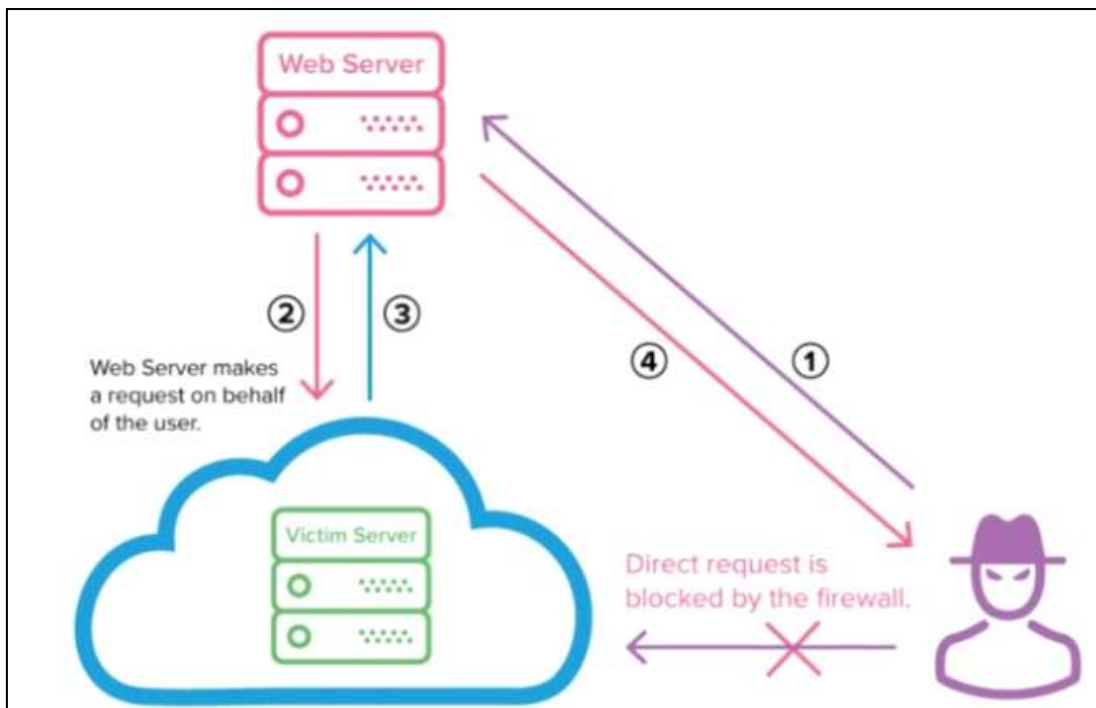 Web Server
②
③
④
①
Web Server makes
a request on behalf
of the user.
Victim Server
Direct request is
blocked by the firewall.